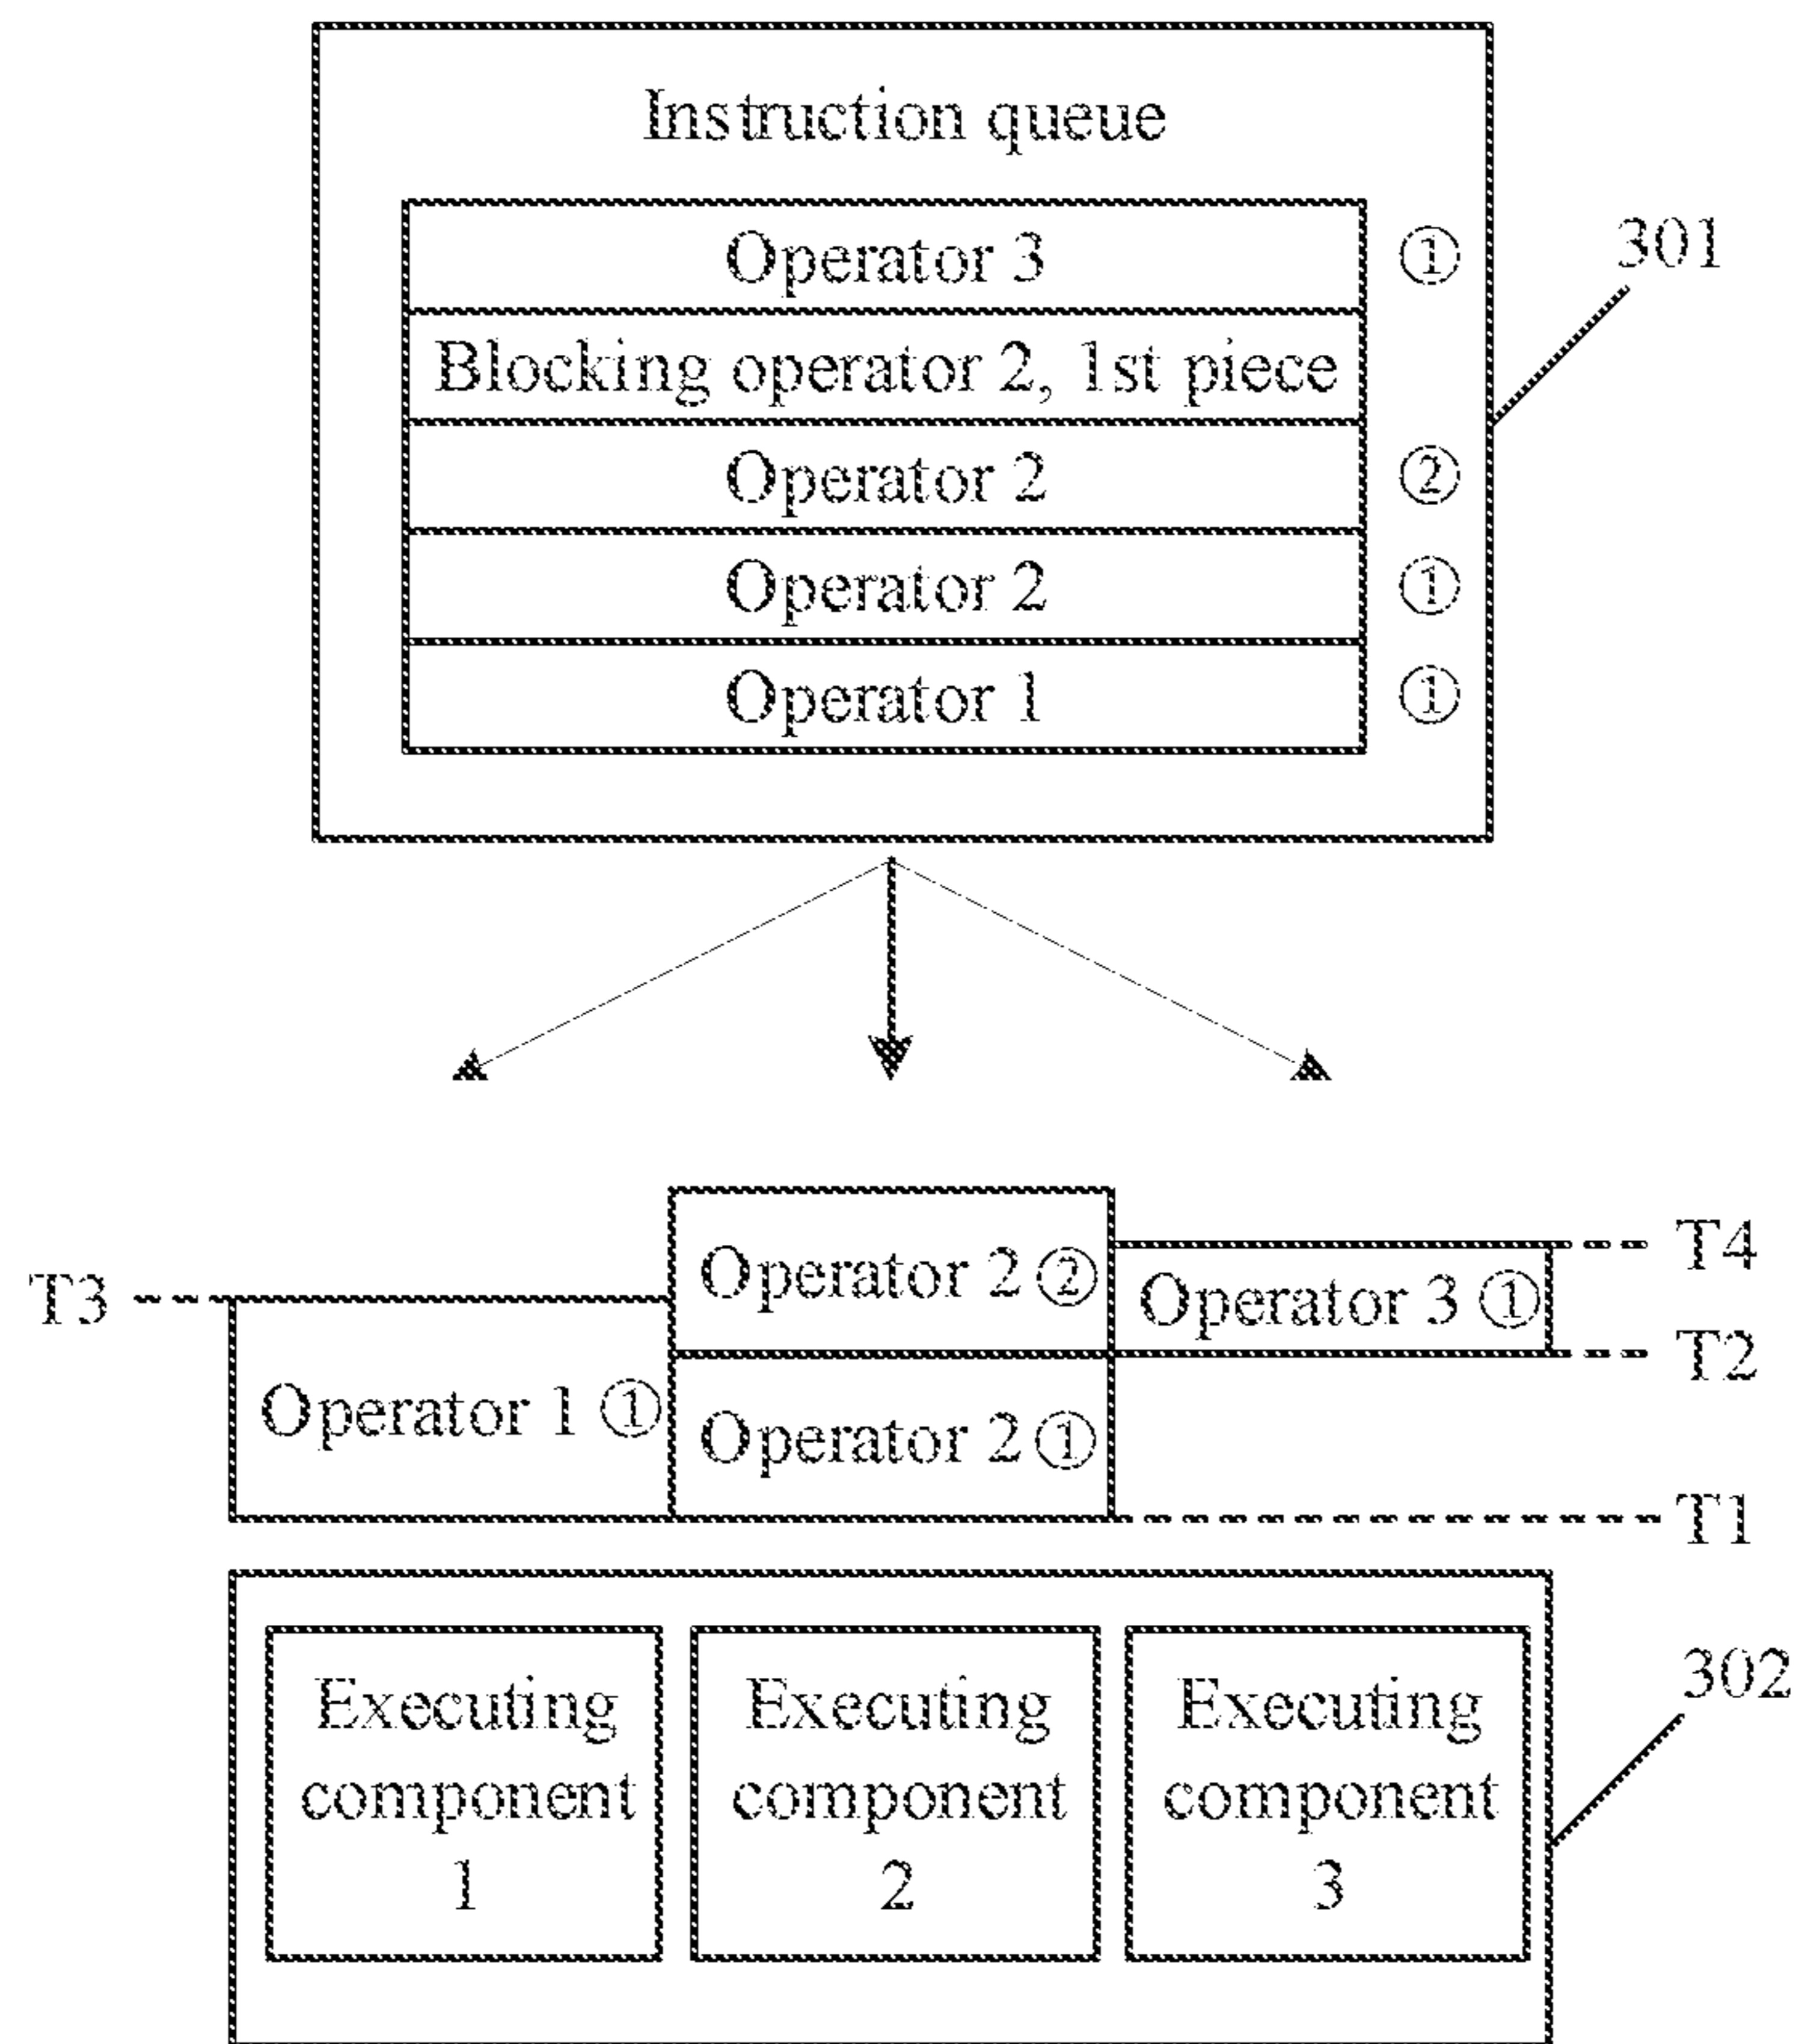 Instruction queue
Operator 3 ①
301
Blocking operator 2, 1st piece
Operator 2 ②
Operator 2 ①
Operator 1 ①
T4
Operator 2 ②
T3
Operator 3 ①
T2
Operator 1 ①
Operator 2 ①
T1
Executing
component
1
Executing
component
2
Executing
component
3
302